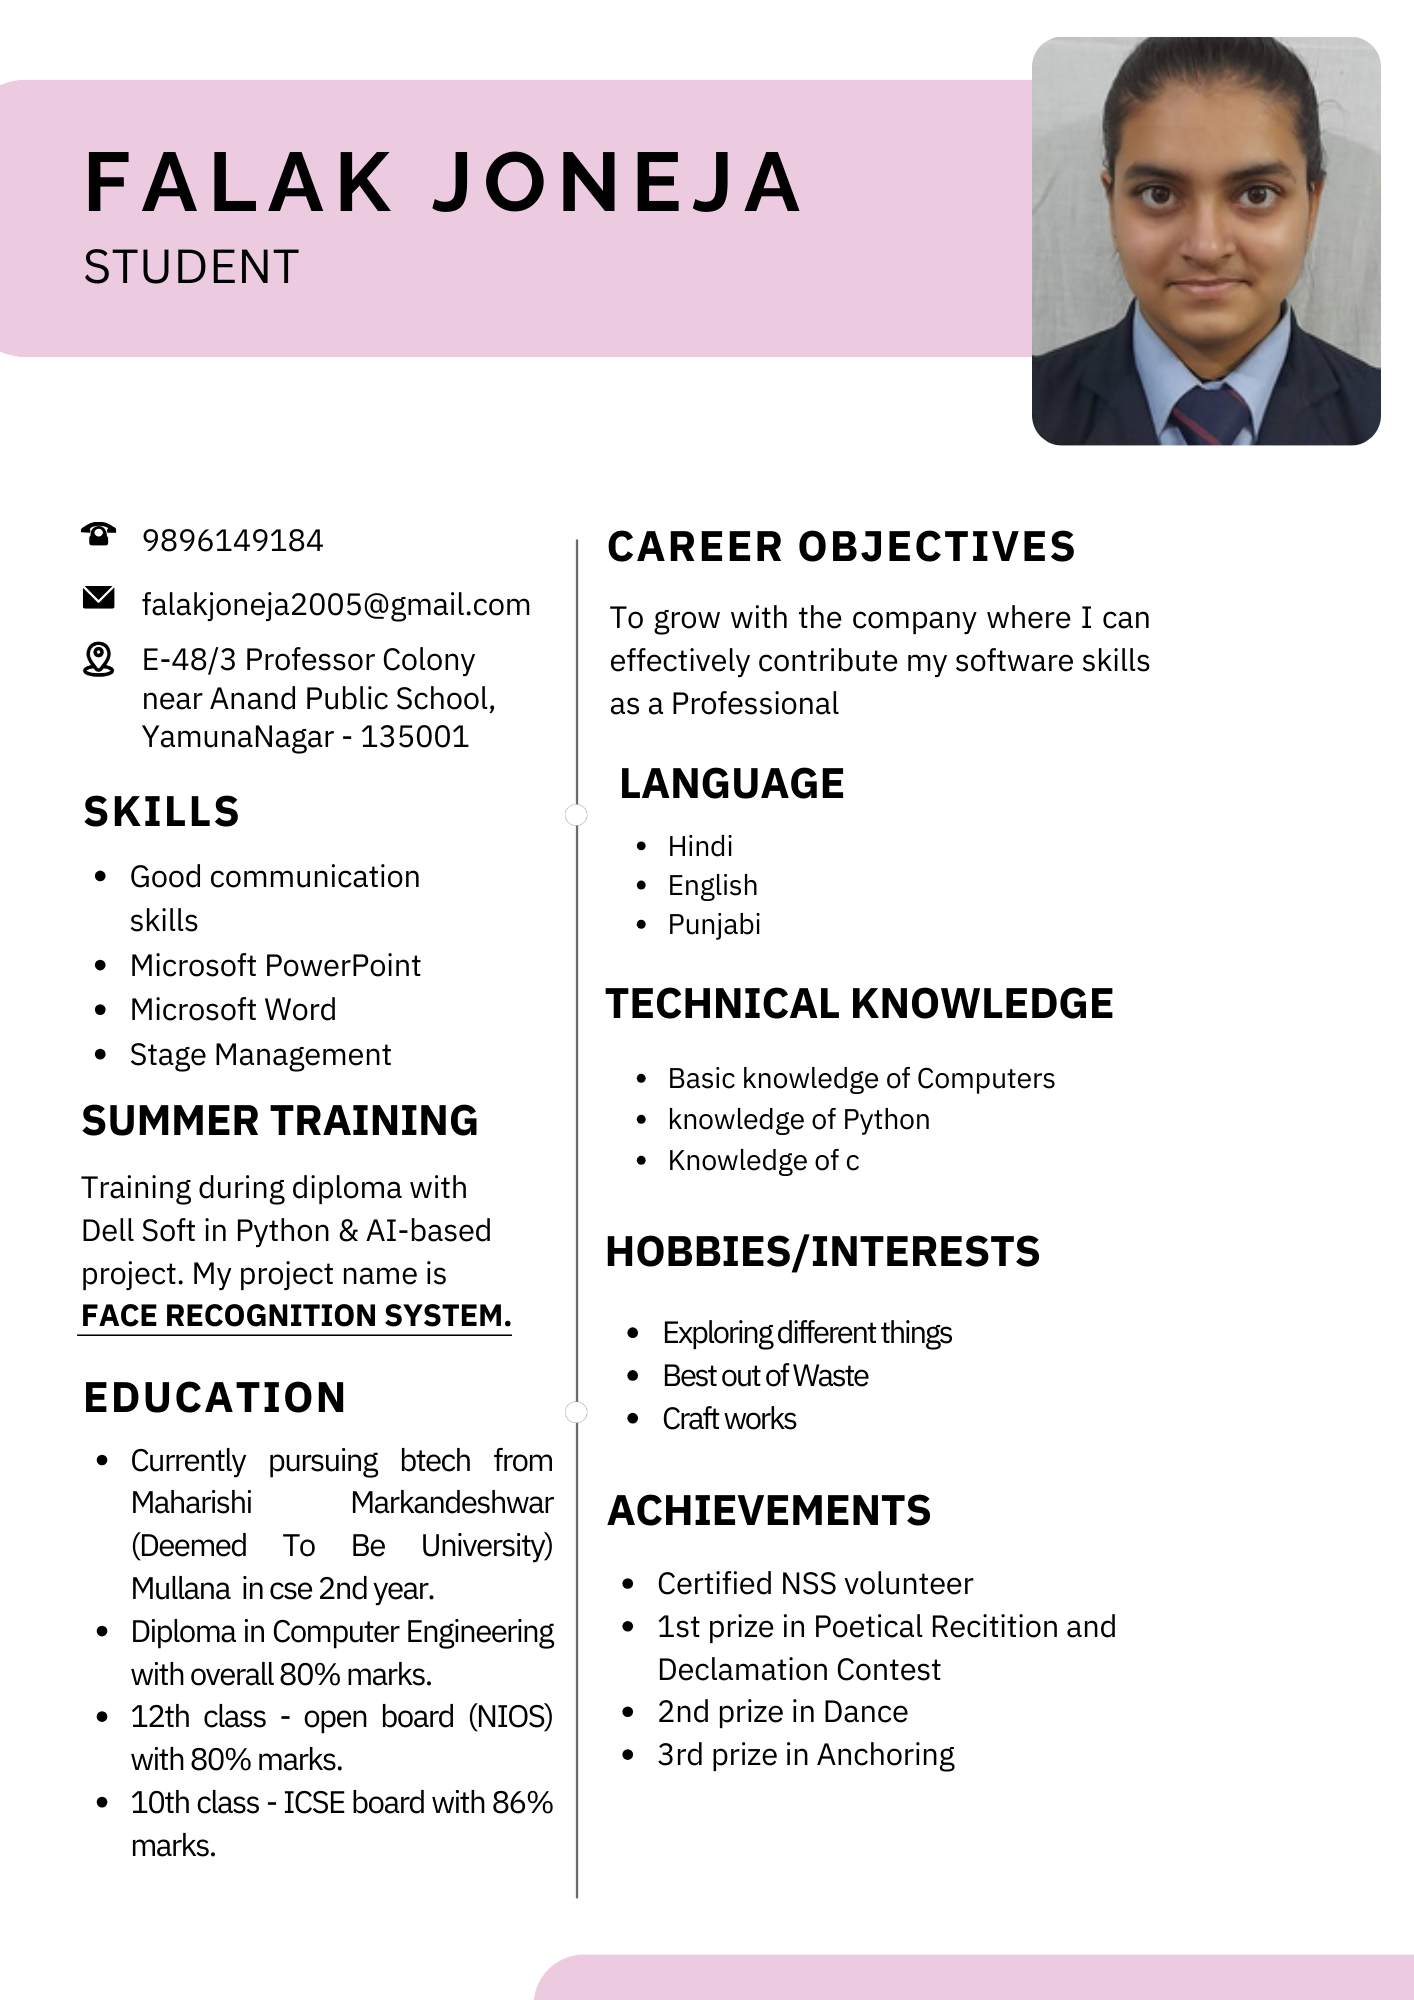 FALAK JONEJA
STUDENT
9896149184
falakjoneja2005@gmail.com
E-48/3 Professor Colony
near Anand Public School,
YamunaNagar - 135001
SKILLS
Good communication
skills
Microsoft PowerPoint
Microsoft Word
Stage Management
SUMMER TRAINING
Training during diploma with
Dell Soft in Python & AI-based
project. My project name is
FACE RECOGNITION SYSTEM.
EDUCATION
Currently pursuing btech from
Maharishi Markandeshwar
(Deemed To Be University)
Mullana in cse 2nd year.
Diploma in Computer Engineering
with overall 80% marks.
12th class - open board (NIOS)
with 80% marks.
10th class - ICSE board with 86%
marks.
CAREER OBJECTIVES
To grow with the company where I can
effectively contribute my software skills
as a Professional
LANGUAGE
Hindi
English
Punjabi
TECHNICAL KNOWLEDGE
Basic knowledge of Computers
knowledge of Python
Knowledge of c
HOBBIES/INTERESTS
Exploring different things
Best out of Waste
Craft works
ACHIEVEMENTS
Certified NSS volunteer
1st prize in Poetical Recitition and
Declamation Contest
2nd prize in Dance
3rd prize in Anchoring